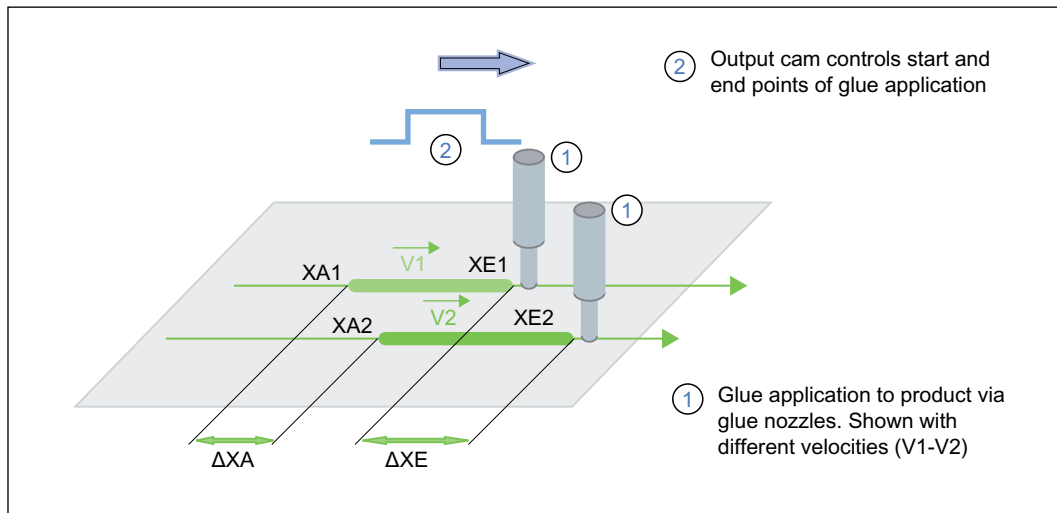 2 Output cam controls start and
end points of glue application
2
1
1
V1
XA1
XE1
V2
XA2
XE2
1 Glue application to product via
glue nozzles. Shown with
different velocities (V1-V2)
ΔXA
ΔXE